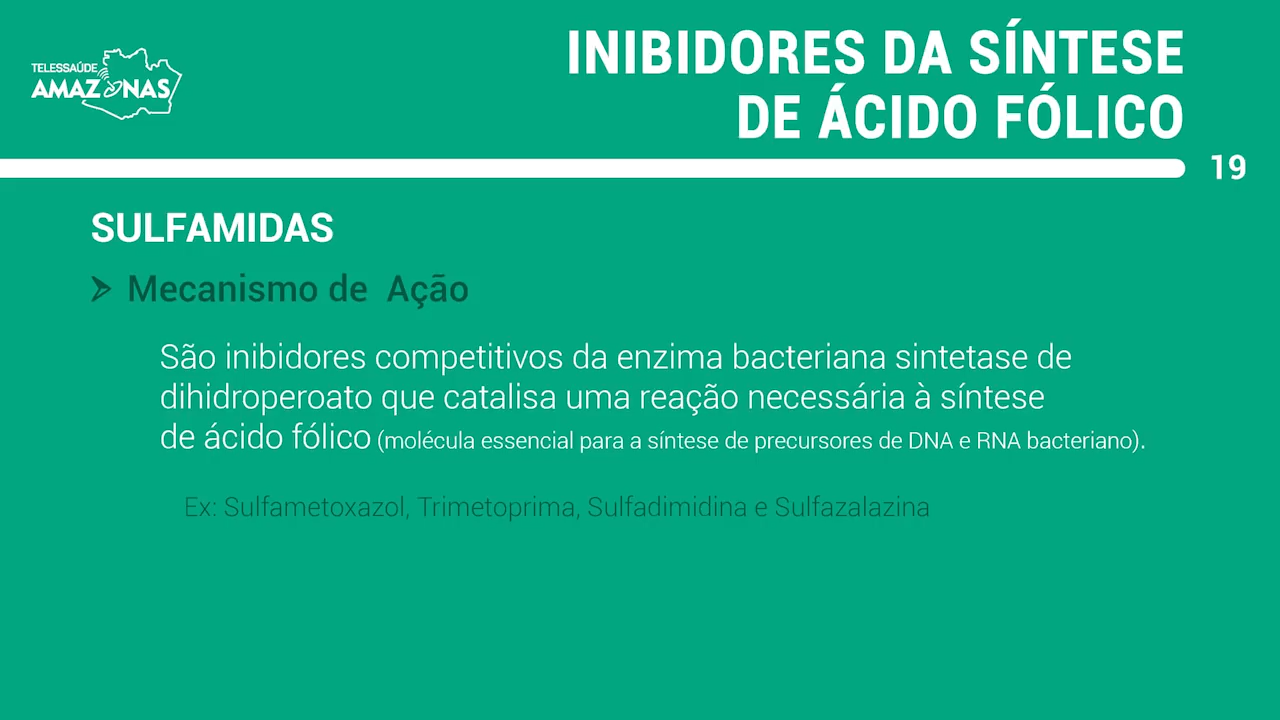 TELESSAÚDE
AMAZONAS
INIBIDORES DA SÍNTESE
DE ÁCIDO FÓLICO
19
SULFAMIDAS
➢ Mecanismo de Ação
São inibidores competitivos da enzima bacteriana sintetase de
dihidroperoato que catalisa uma reação necessária à síntese
de ácido fólico (molécula essencial para a síntese de precursores de DNA e RNA bacteriano).
Ex: Sulfametoxazol, Trimetoprima, Sulfadimidina e Sulfazalazina